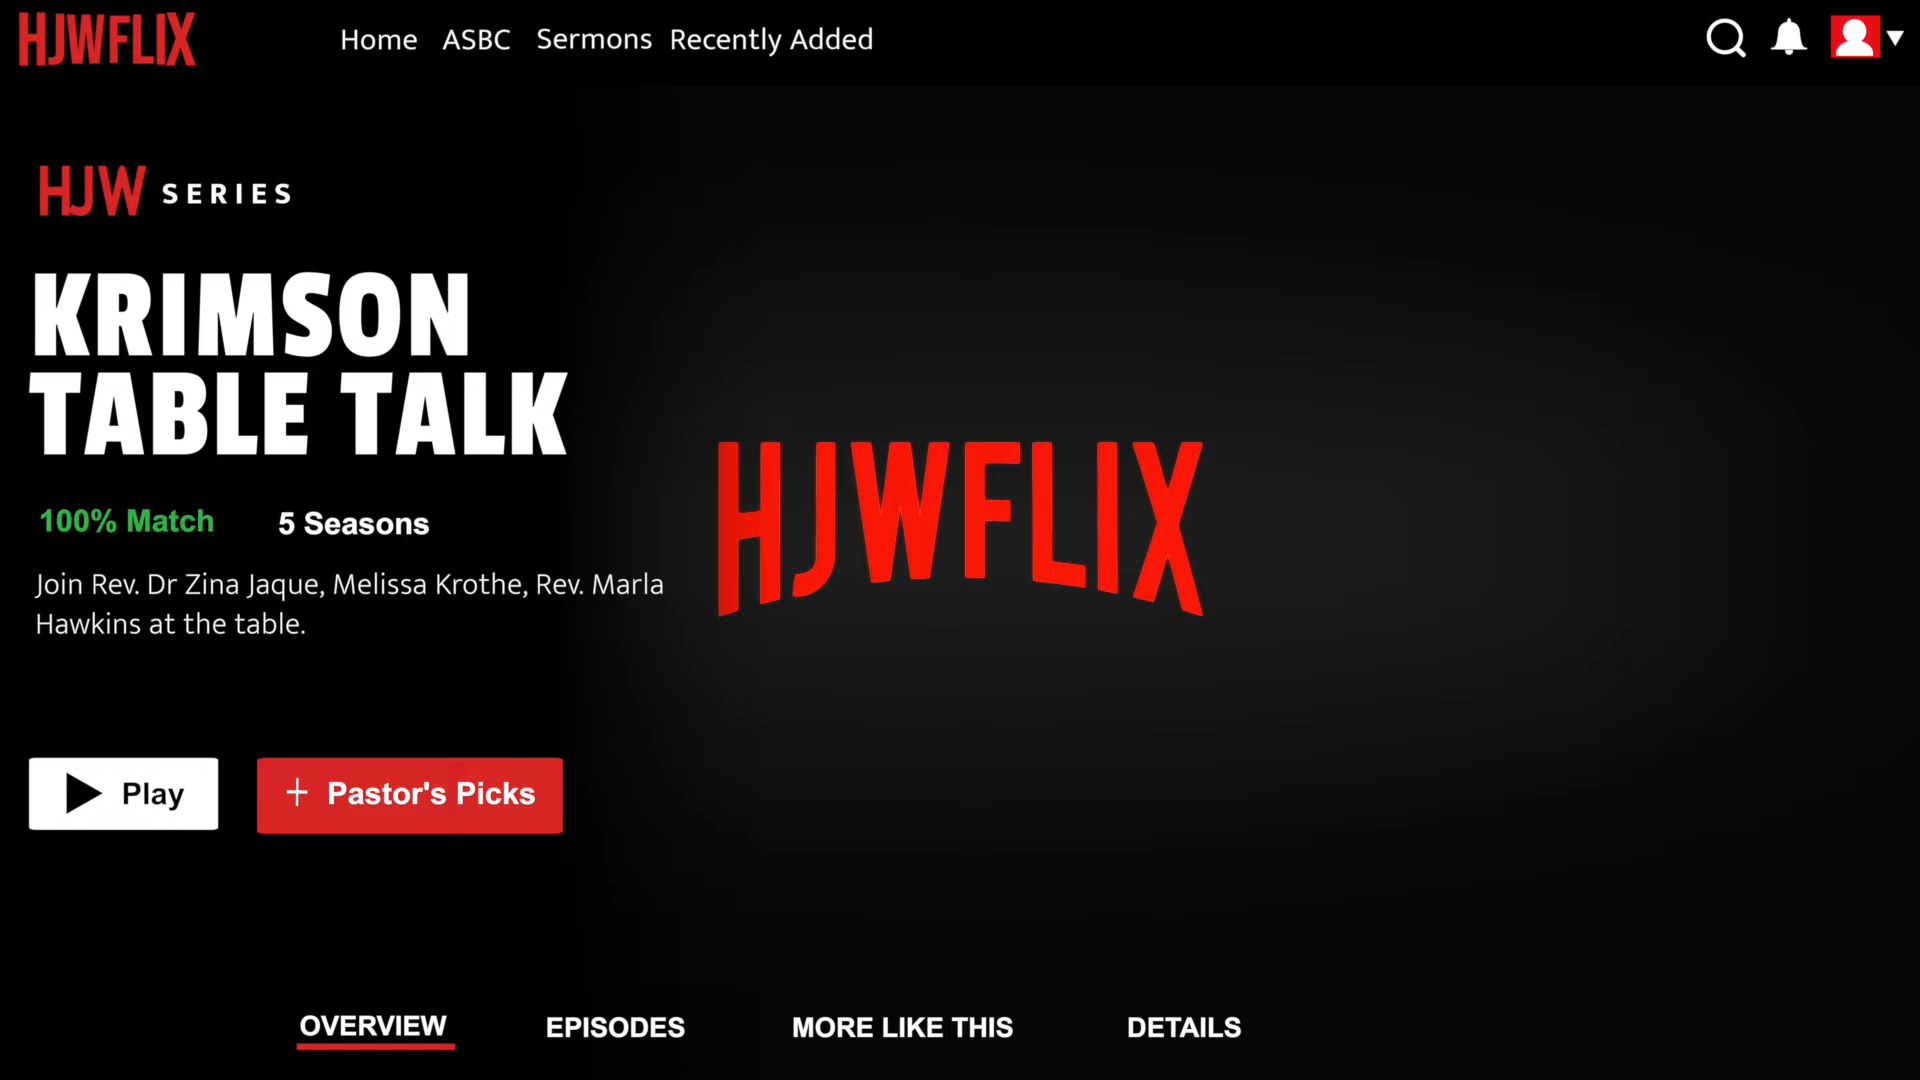 HJWFLIX
Home ASBC Sermons Recently Added
HJW SERIES
KRIMSON
TABLE TALK
100% Match 5 Seasons
Join Rev. Dr Zina Jaque, Melissa Krothe, Rev. Marla
Hawkins at the table.
HJWFLIX
Play
+ Pastor's Picks
OVERVIEW EPISODES MORE LIKE THIS DETAILS